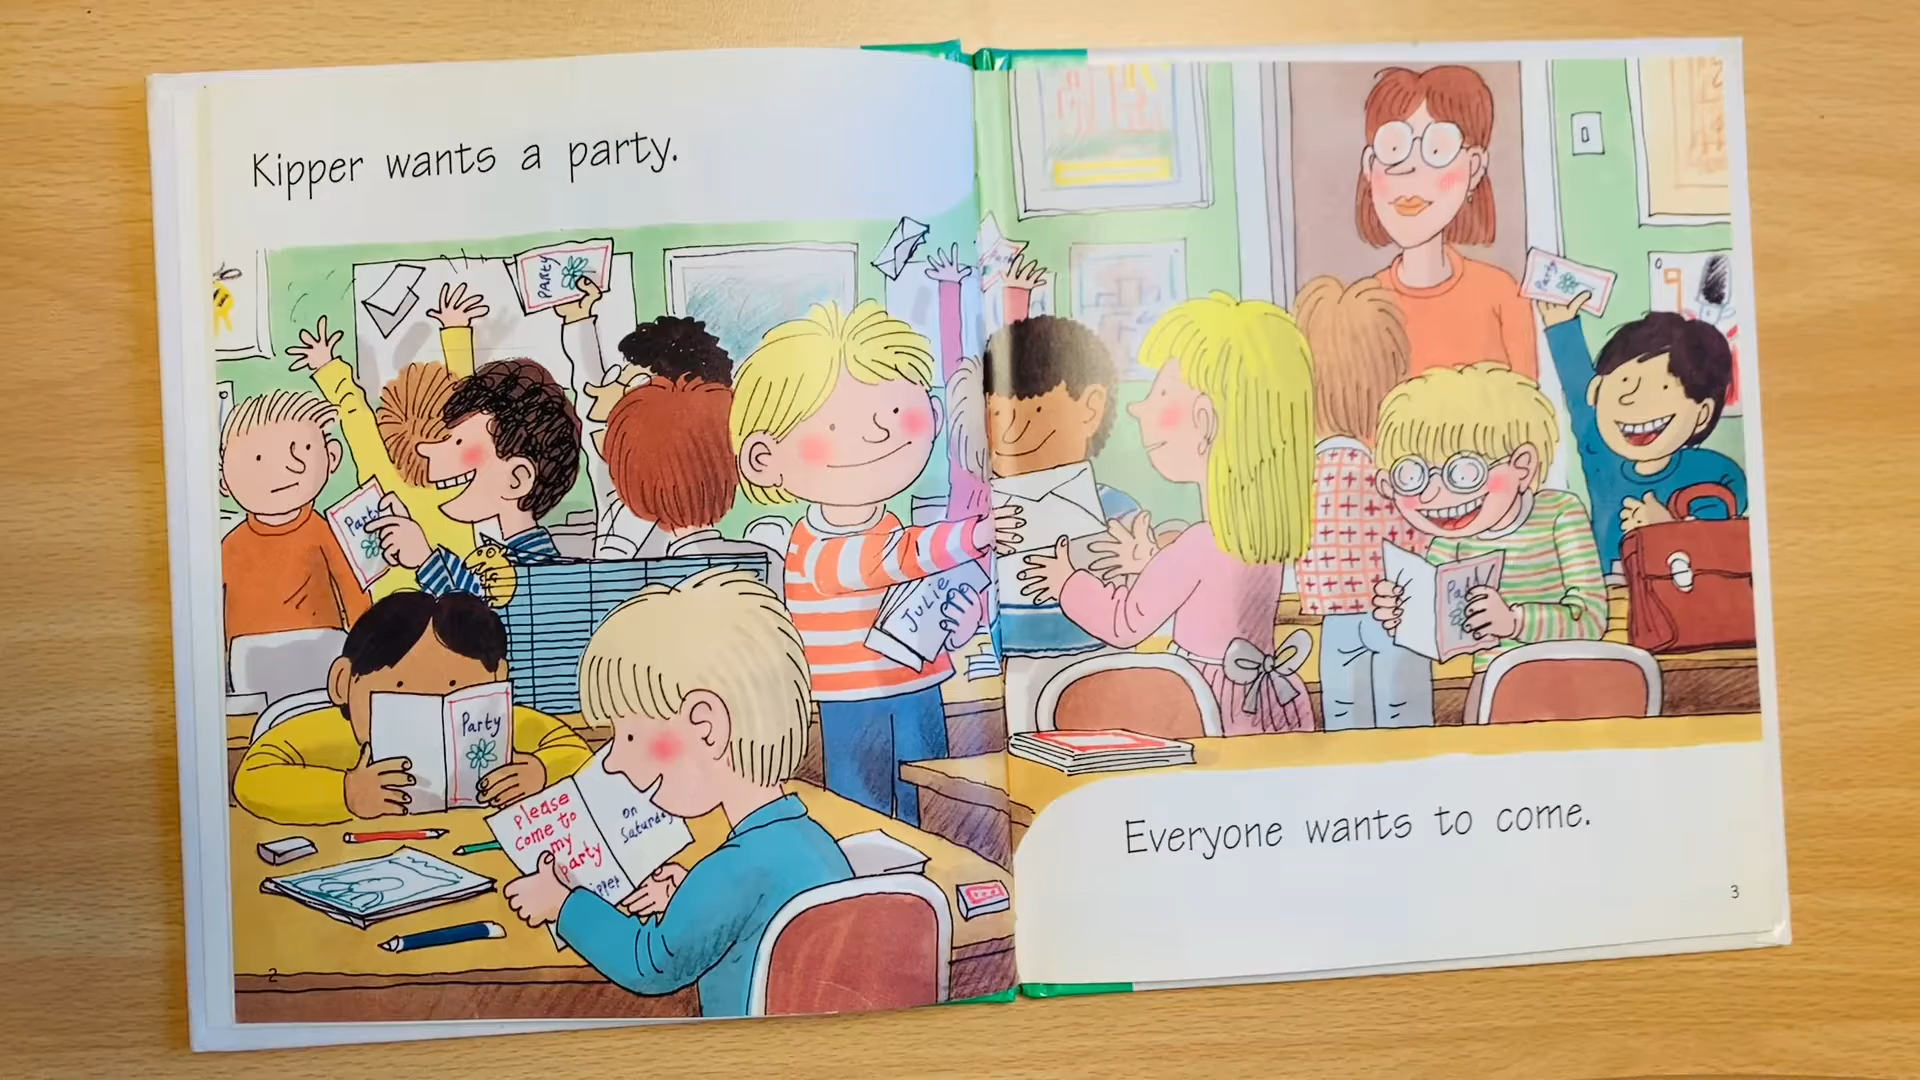 Kipper wants a party.
PARTY
Party
Party
Please
come to
my
party
on
Saturday
JULIE
Party
Everyone wants to come.
2
3